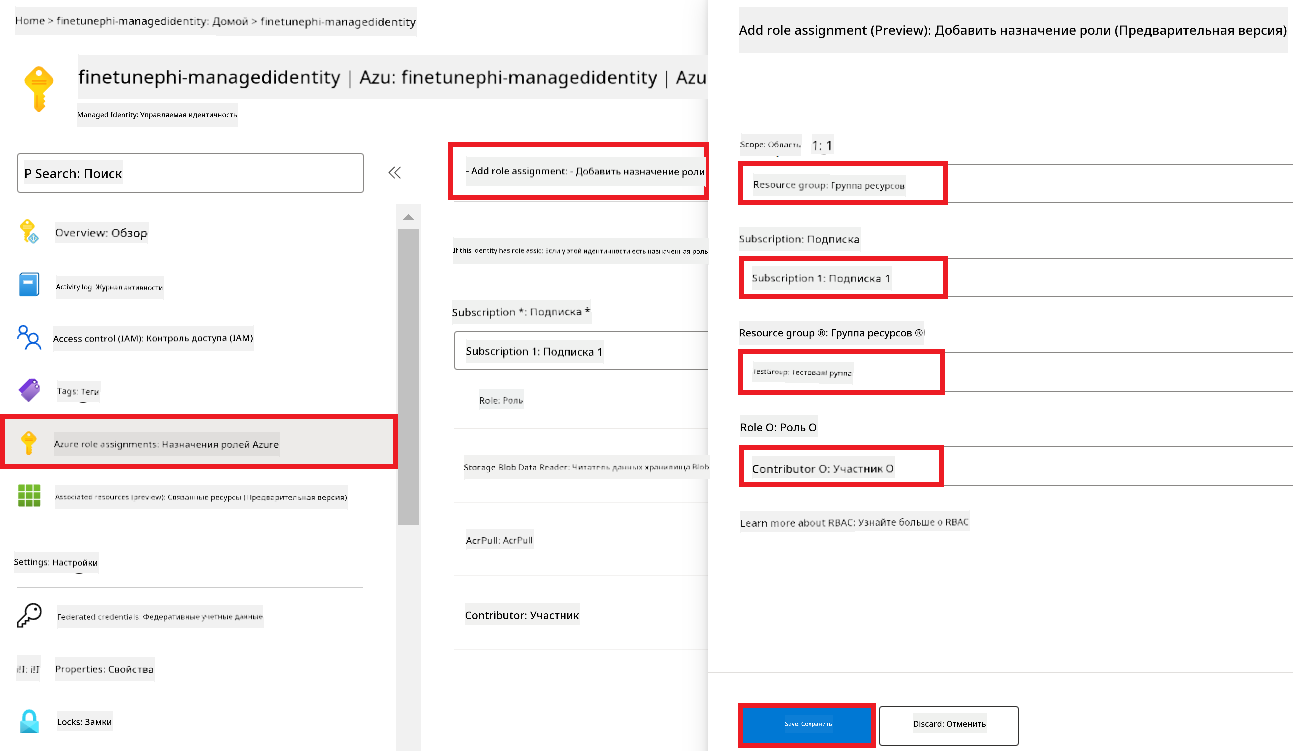 Home > finetunephi-managedidentity: Домой > finetunephi-managedidentity
finetunephi-managedidentity | Azu: finetunephi-managedidentity | Azu
Managed Identity: Управляемая идентичность
P Search: Поиск
Overview: Обзор
Activity log: Журнал активности
Access control (IAM): Контроль доступа (IAM)
Tags: Теги
Azure role assignments: Назначения ролей Azure
Associated resources (preview): Связанные ресурсы (Предварительная версия)
Settings: Настройки
Federated credentials: Федеративные учетные данные
Properties: Свойства
Locks: Замки
- Add role assignment: - Добавить назначение роли
If this identity has role assic: Если у этой идентичности есть назначенная роль
Subscription *: Подписка *
Subscription 1: Подписка 1
Role: Роль
Storage Blob Data Reader: Читатель данных хранилища Blob
AcrPull: AcrPull
Contributor: Участник
Add role assignment (Preview): Добавить назначение роли (Предварительная версия)
Scope: Область 1; 1
Resource group: Группа ресурсов
Subscription: Подписка
Subscription 1: Подписка 1
Resource group ®: Группа ресурсов ®
TestGroup: Тестовая группа
Role O: Роль O
Contributor O: Участник O
Learn more about RBAC: Узнайте больше о RBAC
Save: Сохранить
Discard: Отменить